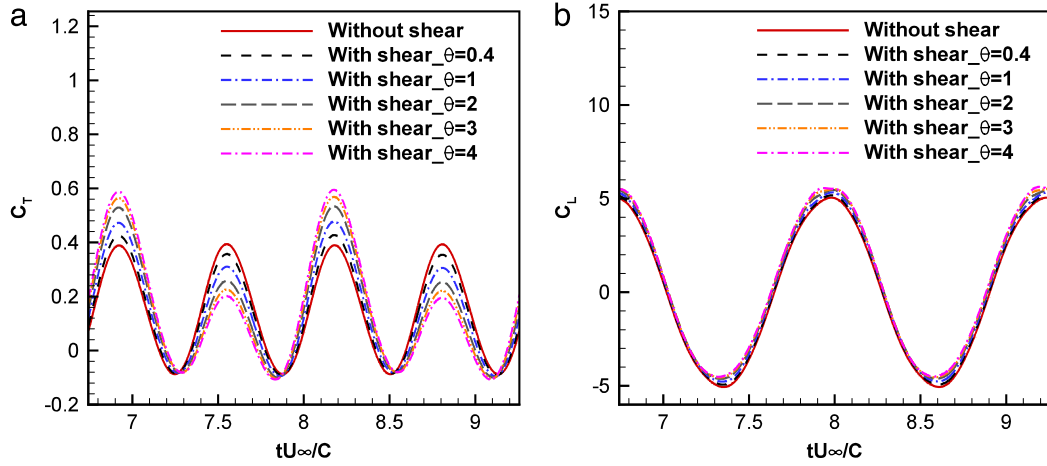 a
1.2
1
0.8
0.6
0.4
0.2
0
-0.2
C_T
Without shear
With shear_θ=0.4
With shear_θ=1
With shear_θ=2
With shear_θ=3
With shear_θ=4
7 7.5 8 8.5 9
tU∞/C
b
15
10
5
0
-5
C_L
Without shear
With shear_θ=0.4
With shear_θ=1
With shear_θ=2
With shear_θ=3
With shear_θ=4
7 7.5 8 8.5 9
tU∞/C